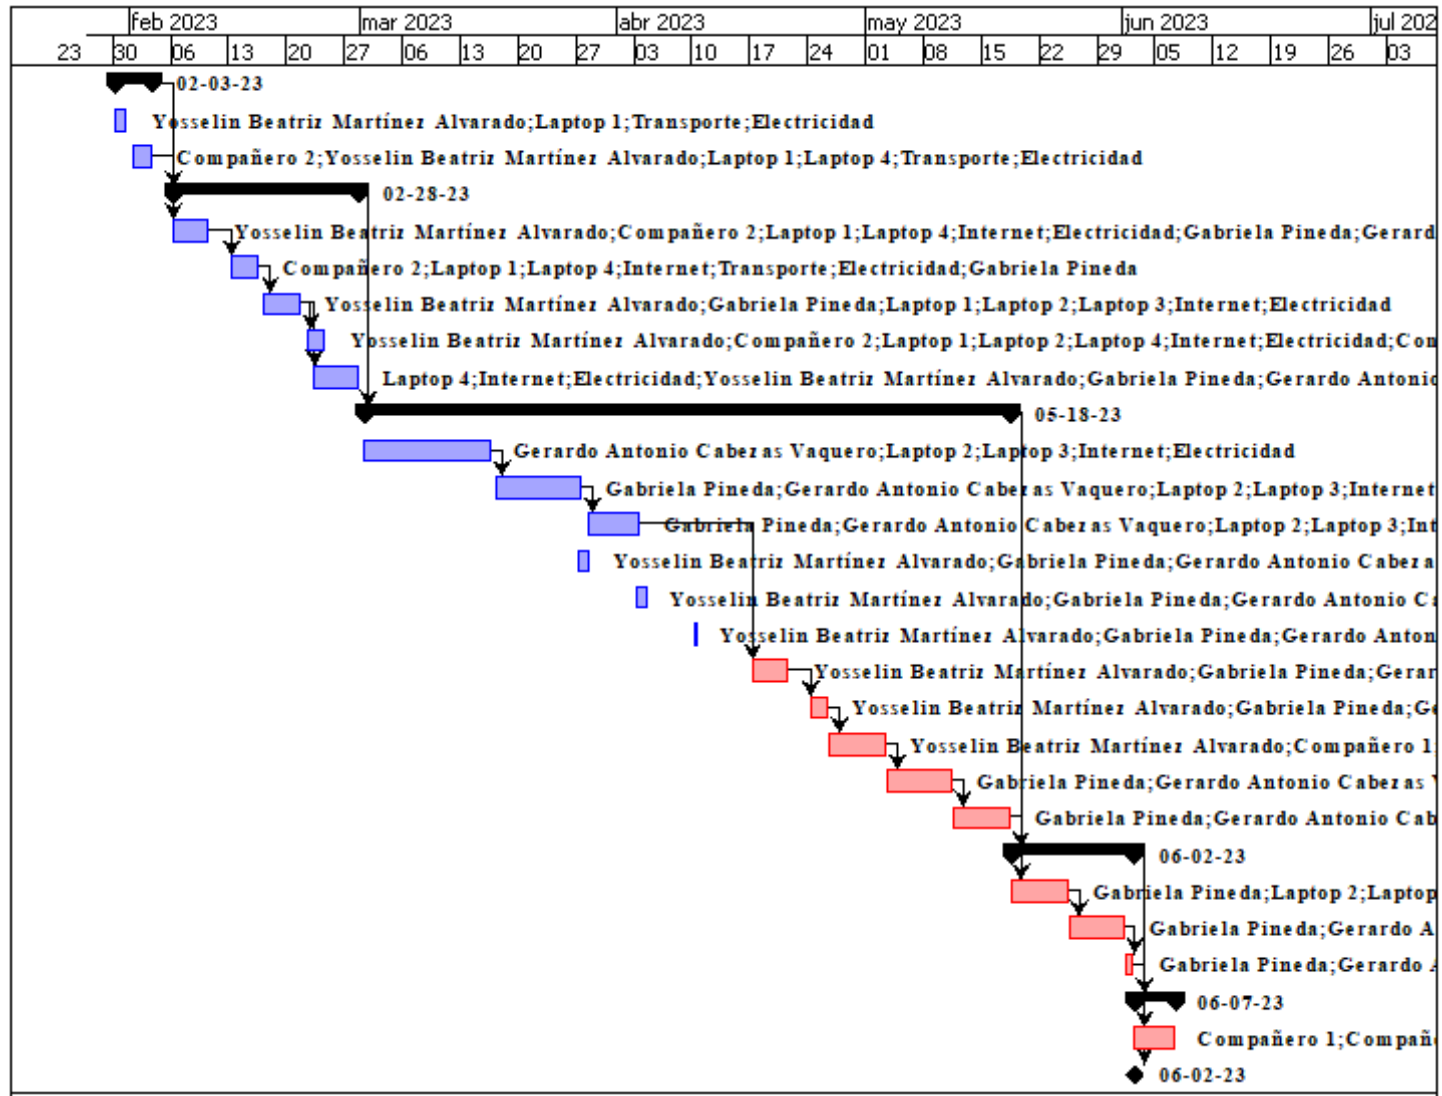 feb 2023 mar 2023 abr 2023 may 2023 jun 2023 jul 202
23 30 06 13 20 27 06 13 20 27 03 10 17 24 01 08 15 22 29 05 12 19 26 03
02-03-23
Yosselin Beatriz Martínez Alvarado;Laptop 1;Transporte;Electricidad
Compañero 2;Yosselin Beatriz Martínez Alvarado;Laptop 1;Laptop 4;Transporte;Electricidad
02-28-23
Yosselin Beatriz Martínez Alvarado;Compañero 2;Laptop 1;Laptop 4;Internet;Electricidad;Gabriela Pineda;Gerard
Compañero 2;Laptop 1;Laptop 4;Internet;Transporte;Electricidad;Gabriela Pineda
Yosselin Beatriz Martínez Alvarado;Gabriela Pineda;Laptop 1;Laptop 2;Laptop 3;Internet;Electricidad
Yosselin Beatriz Martínez Alvarado;Compañero 2;Laptop 1;Laptop 2;Laptop 4;Internet;Electricidad;Com
Laptop 4;Internet;Electricidad;Yosselin Beatriz Martínez Alvarado;Gabriela Pineda;Gerardo Antonio
05-18-23
Gerardo Antonio Cabezas Vaquero;Laptop 2;Laptop 3;Internet;Electricidad
Gabriela Pineda;Gerardo Antonio Cabezas Vaquero;Laptop 2;Laptop 3;Internet
Gabriela Pineda;Gerardo Antonio Cabezas Vaquero;Laptop 2;Laptop 3;Int
Yosselin Beatriz Martínez Alvarado;Gabriela Pineda;Gerardo Antonio Cabeza
Yosselin Beatriz Martínez Alvarado;Gabriela Pineda;Gerardo Antonio Ca
Yosselin Beatriz Martínez Alvarado;Gabriela Pineda;Gerardo Anton
Yosselin Beatriz Martínez Alvarado;Gabriela Pineda;Gerar
Yosselin Beatriz Martínez Alvarado;Gabriela Pineda;Ge
Yosselin Beatriz Martínez Alvarado;Compañero 1
Gabriela Pineda;Gerardo Antonio Cabezas
Gabriela Pineda;Gerardo Antonio Cab
06-02-23
Gabriela Pineda;Laptop 2;Laptop
Gabriela Pineda;Gerardo A
Gabriela Pineda;Gerardo
06-07-23
Compañero 1;Compañ
06-02-23